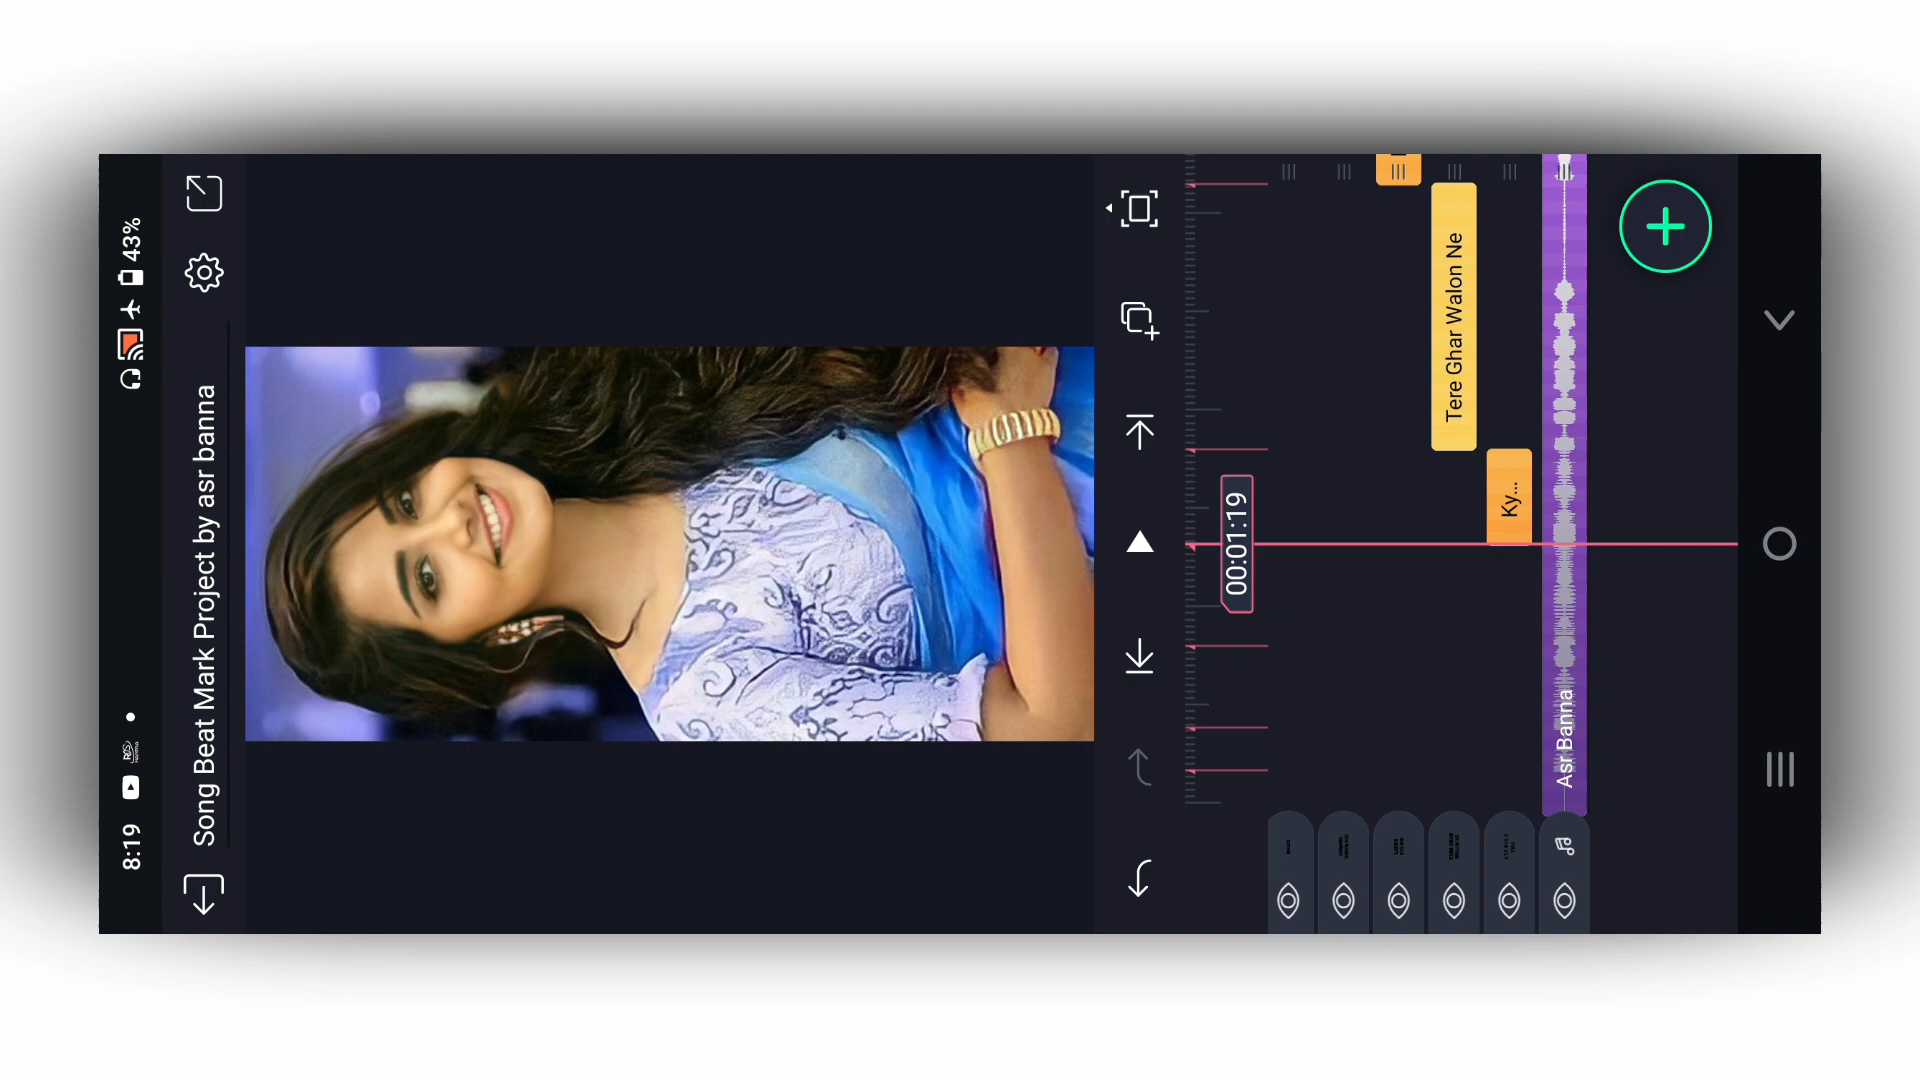 8:19
43%
Song Beat Mark Project by asr banna
00:01:19
Tere Ghar Walon Ne
Ky...
Asr Banna